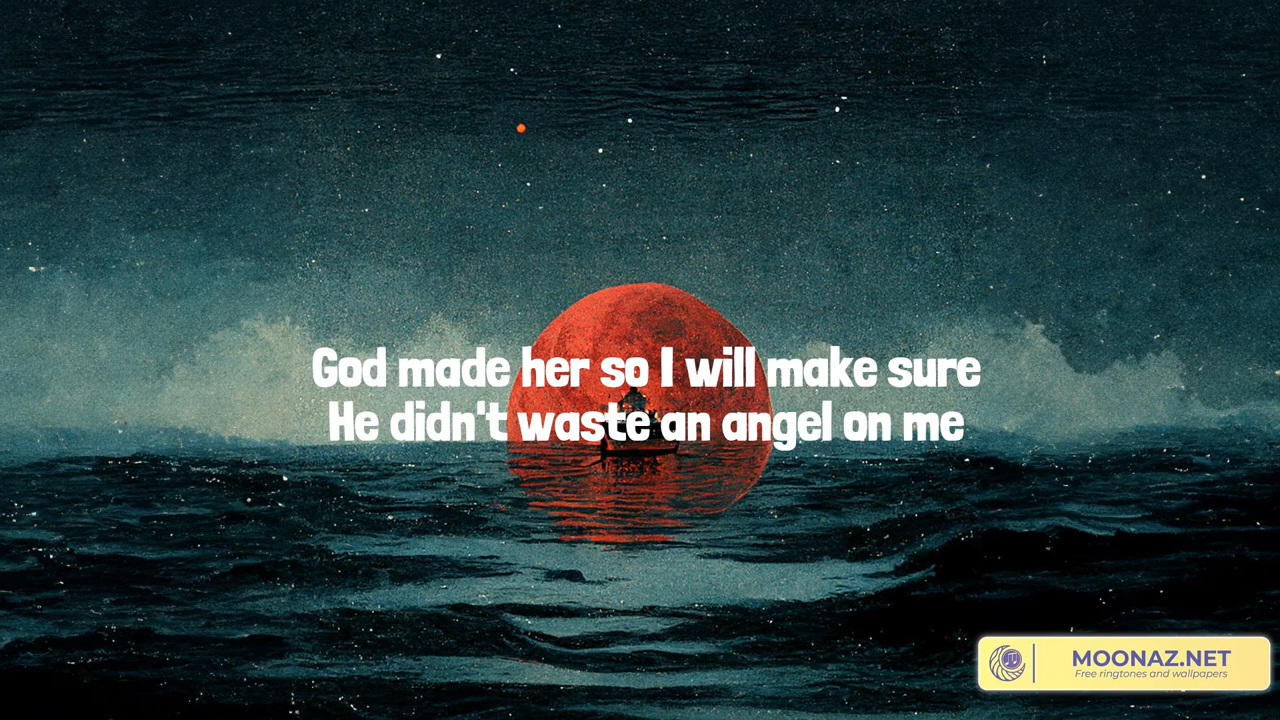 God made her so I will make sure
He didn't waste an angel on me
MOONAZ.NET
Free ringtones and wallpapers